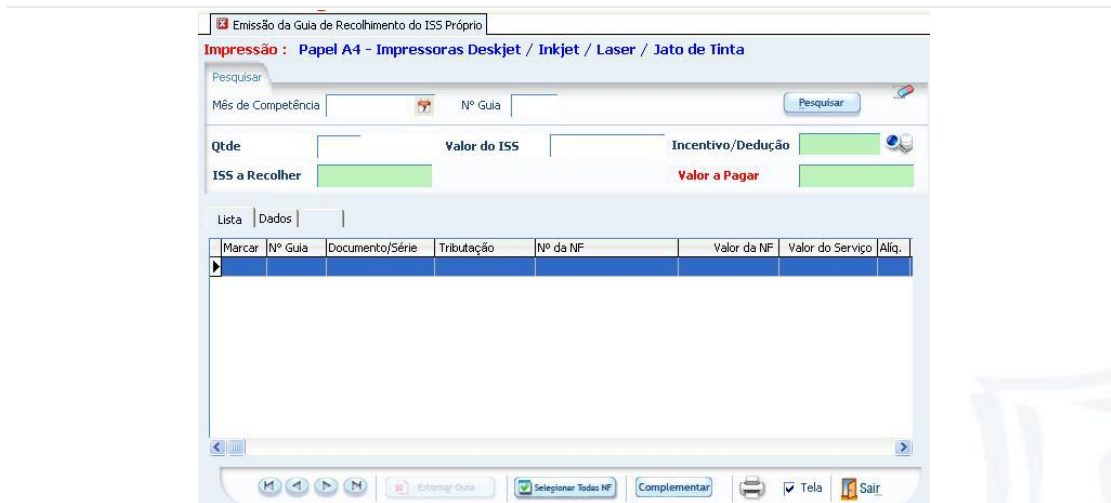 Emissão da Guia de Recolhimento do ISS Próprio
Impressão : Papel A4 - Impressoras Deskjet / Inkjet / Laser / Jato de Tinta
Pesquisar
Mês de Competência Nº Guia Pesquisar
Qtde Valor do ISS Incentivo/Dedução
ISS a Recolher Valor a Pagar
Lista Dados
Marcar Nº Guia Documento/Série Tributação Nº da NF Valor da NF Valor do Serviço Alíq.
Estornar Guia Selecionar Todas NF Complementar Tela Sair